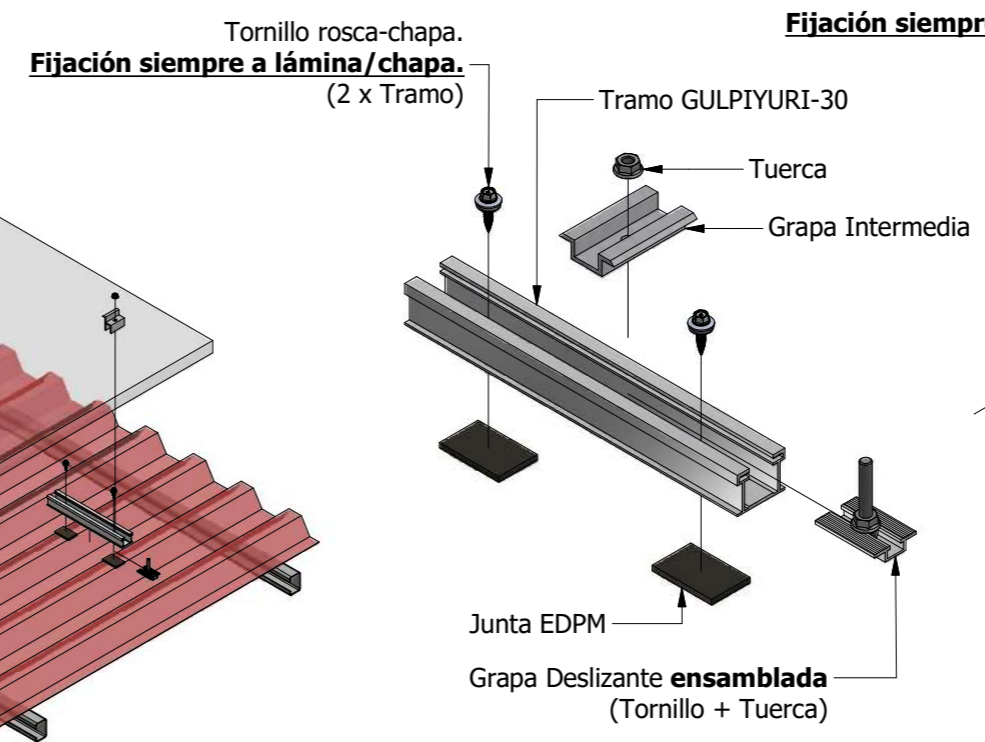 Tornillo rosca-chapa.
Fijación siempre a lámina/chapa.
(2 x Tramo)
Fijación siempre
Tramo GULPIYURI-30
Tuerca
Grapa Intermedia
Junta EDPM
Grapa Deslizante ensamblada
(Tornillo + Tuerca)